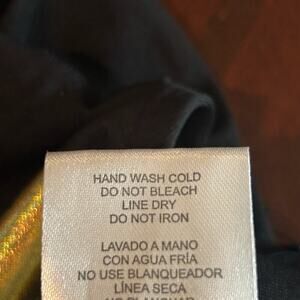 HAND WASH COLD
DO NOT BLEACH
LINE DRY
DO NOT IRON
LAVADO A MANO
CON AGUA FRÍA
NO USE BLANQUEADOR
LÍNEA SECA